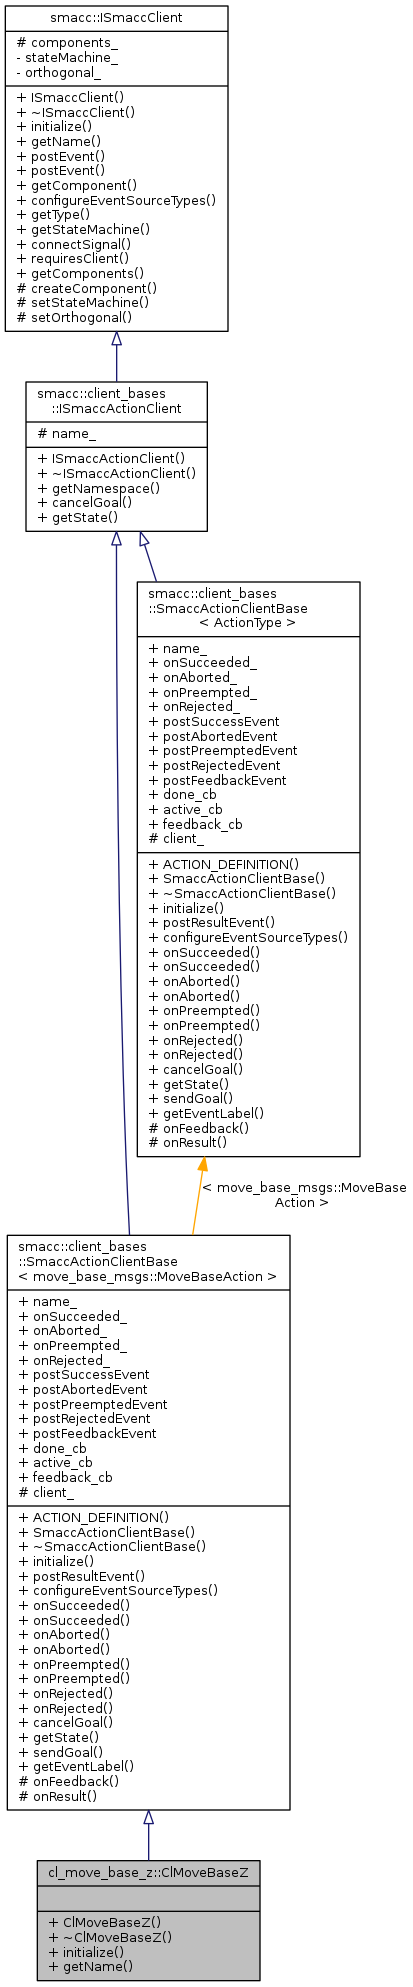 smacc::ISmaccClient
# components_
- stateMachine_
- orthogonal_
+ ISmaccClient()
+ ~ISmaccClient()
+ initialize()
+ getName()
+ postEvent()
+ postEvent()
+ getComponent()
+ configureEventSourceTypes()
+ getType()
+ getStateMachine()
+ connectSignal()
+ requiresClient()
+ getComponents()
# createComponent()
# setStateMachine()
# setOrthogonal()
smacc::client_bases
::ISmaccActionClient
# name_
+ ISmaccActionClient()
+ ~ISmaccActionClient()
+ getNamespace()
+ cancelGoal()
+ getState()
smacc::client_bases
::SmaccActionClientBase
< ActionType >
+ name_
+ onSucceeded_
+ onAborted_
+ onPreempted_
+ onRejected_
+ postSuccessEvent
+ postAbortedEvent
+ postPreemptedEvent
+ postRejectedEvent
+ postFeedbackEvent
+ done_cb
+ active_cb
+ feedback_cb
# client_
+ ACTION_DEFINITION()
+ SmaccActionClientBase()
+ ~SmaccActionClientBase()
+ initialize()
+ postResultEvent()
+ configureEventSourceTypes()
+ onSucceeded()
+ onSucceeded()
+ onAborted()
+ onAborted()
+ onPreempted()
+ onPreempted()
+ onRejected()
+ onRejected()
+ cancelGoal()
+ getState()
+ sendGoal()
+ getEventLabel()
# onFeedback()
# onResult()
< move_base_msgs::MoveBase
Action >
smacc::client_bases
::SmaccActionClientBase
< move_base_msgs::MoveBaseAction >
+ name_
+ onSucceeded_
+ onAborted_
+ onPreempted_
+ onRejected_
+ postSuccessEvent
+ postAbortedEvent
+ postPreemptedEvent
+ postRejectedEvent
+ postFeedbackEvent
+ done_cb
+ active_cb
+ feedback_cb
# client_
+ ACTION_DEFINITION()
+ SmaccActionClientBase()
+ ~SmaccActionClientBase()
+ initialize()
+ postResultEvent()
+ configureEventSourceTypes()
+ onSucceeded()
+ onSucceeded()
+ onAborted()
+ onAborted()
+ onPreempted()
+ onPreempted()
+ onRejected()
+ onRejected()
+ cancelGoal()
+ getState()
+ sendGoal()
+ getEventLabel()
# onFeedback()
# onResult()
cl_move_base_z::ClMoveBaseZ
+ ClMoveBaseZ()
+ ~ClMoveBaseZ()
+ initialize()
+ getName()